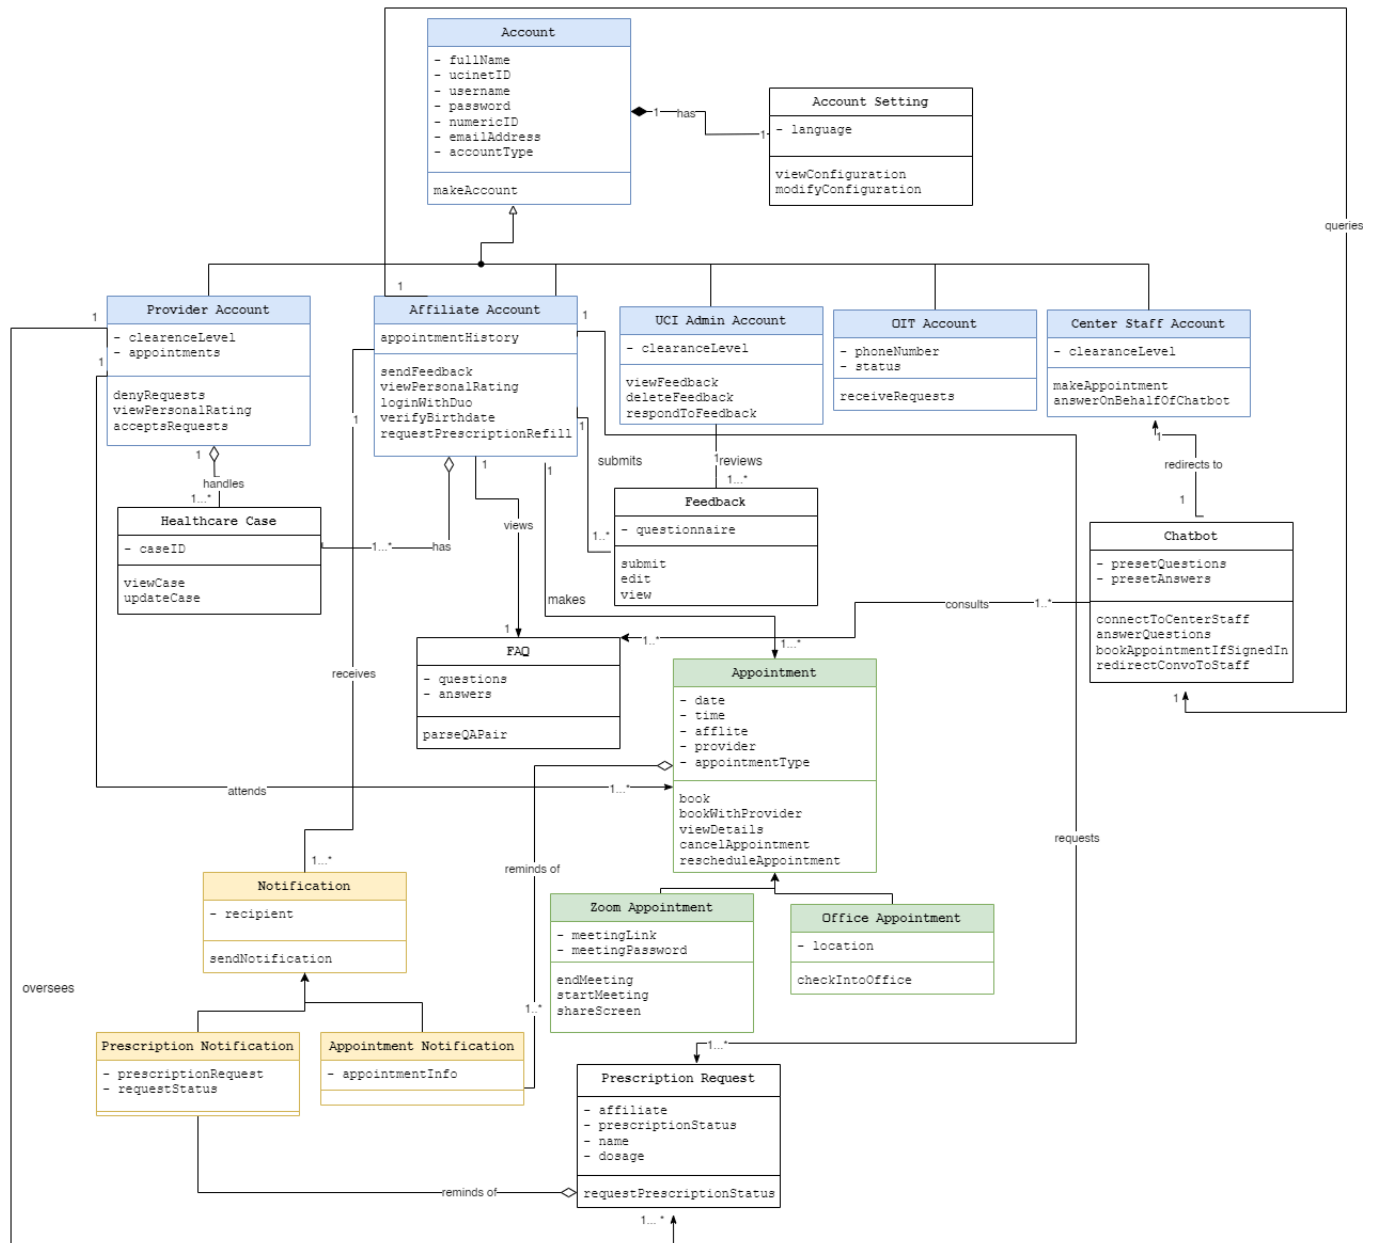 Account
- fullName
- ucinetID
- username
- password
- numericID
- emailAddress
- accountType
makeAccount
1
has
1
Account Setting
- language
viewConfiguration
modifyConfiguration
queries
1
1
Provider Account
- clearenceLevel
- appointments
denyRequests
viewPersonalRating
acceptsRequests
1
1
Affiliate Account
appointmentHistory
sendFeedback
viewPersonalRating
loginWithDuo
verifyBirthdate
requestPrescriptionRefill
1
1
UCI Admin Account
- clearanceLevel
viewFeedback
deleteFeedback
respondToFeedback
OIT Account
- phoneNumber
- status
receiveRequests
Center Staff Account
- clearanceLevel
makeAppointment
answerOnBehalfOfChatbot
1
handles
1...*
1
submits
1
reviews
1...*
1
redirects to
1
Healthcare Case
- caseID
viewCase
updateCase
1...*
has
1
views
1
1
makes
1...*
1..*
Feedback
- questionnaire
submit
edit
view
Chatbot
- presetQuestions
- presetAnswers
connectToCenterStaff
answerQuestions
bookAppointmentIfSignedIn
redirectConvoToStaff
1
consults
1..*
1..*
FAQ
- questions
- answers
parseQAPair
receives
1...*
Appointment
- date
- time
- afflite
- provider
- appointmentType
book
bookWithProvider
viewDetails
cancelAppointment
rescheduleAppointment
attends
1...*
requests
reminds of
1..*
Notification
- recipient
sendNotification
Zoom Appointment
- meetingLink
- meetingPassword
endMeeting
startMeeting
shareScreen
Office Appointment
- location
checkIntoOffice
oversees
Prescription Notification
- prescriptionRequest
- requestStatus
Appointment Notification
- appointmentInfo
1...*
Prescription Request
- affiliate
- prescriptionStatus
- name
- dosage
requestPrescriptionStatus
reminds of
1... *